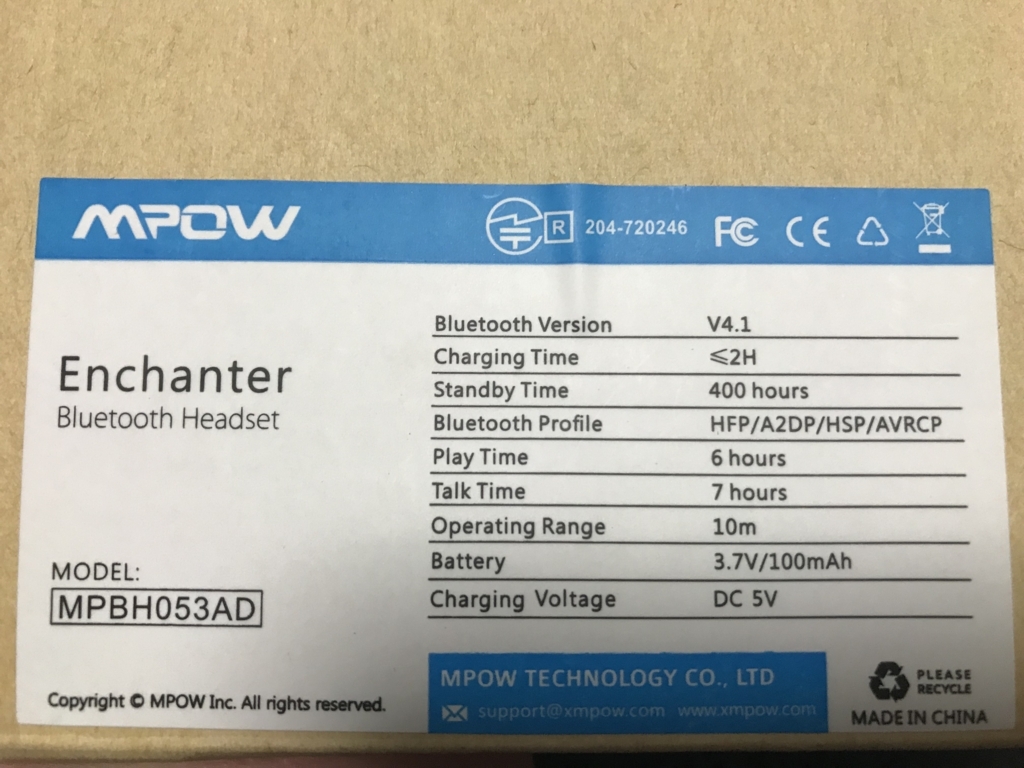 MPOW
R 204-720246 FC CE
Enchanter
Bluetooth Headset
MODEL:
MPBH053AD
Copyright © MPOW Inc. All rights reserved.
Bluetooth Version V4.1
Charging Time ⩽2H
Standby Time 400 hours
Bluetooth Profile HFP/A2DP/HSP/AVRCP
Play Time 6 hours
Talk Time 7 hours
Operating Range 10m
Battery 3.7V/100mAh
Charging Voltage DC 5V
MPOW TECHNOLOGY CO., LTD
support@xmpow.com www.xmpow.com
PLEASE
RECYCLE
MADE IN CHINA